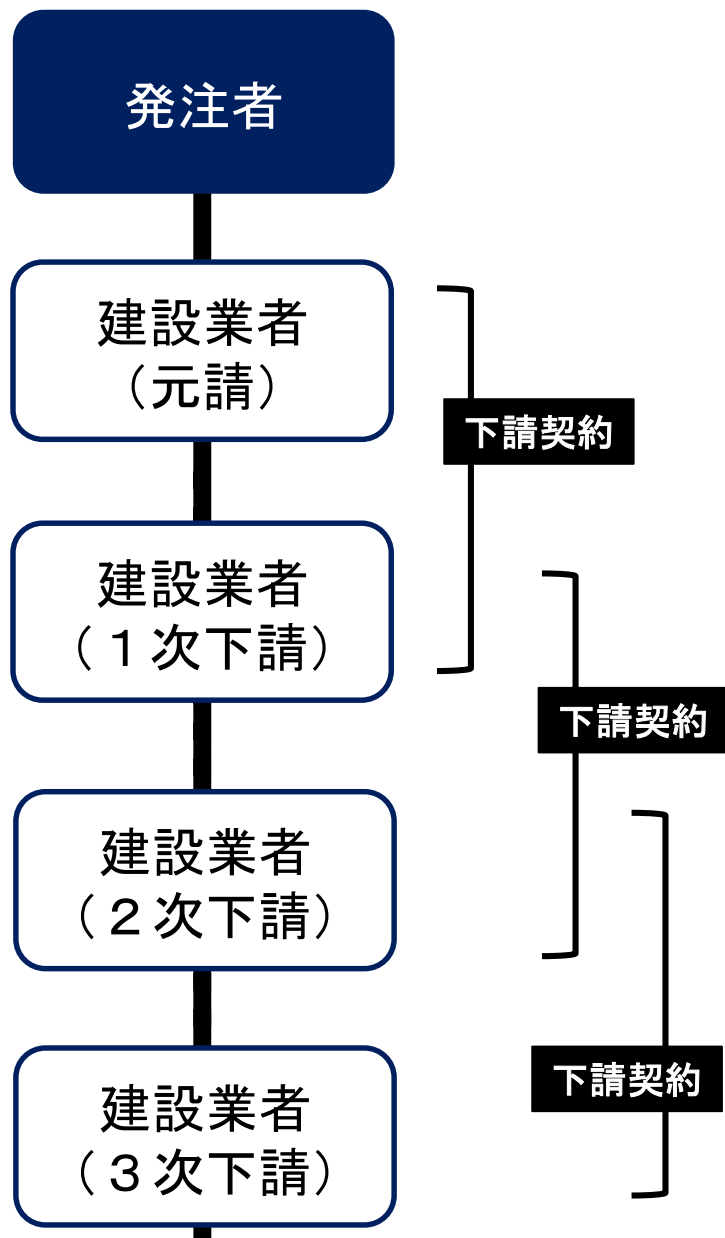 発注者
建設業者
（元請）
下請契約
建設業者
（１次下請）
下請契約
建設業者
（２次下請）
下請契約
建設業者
（３次下請）